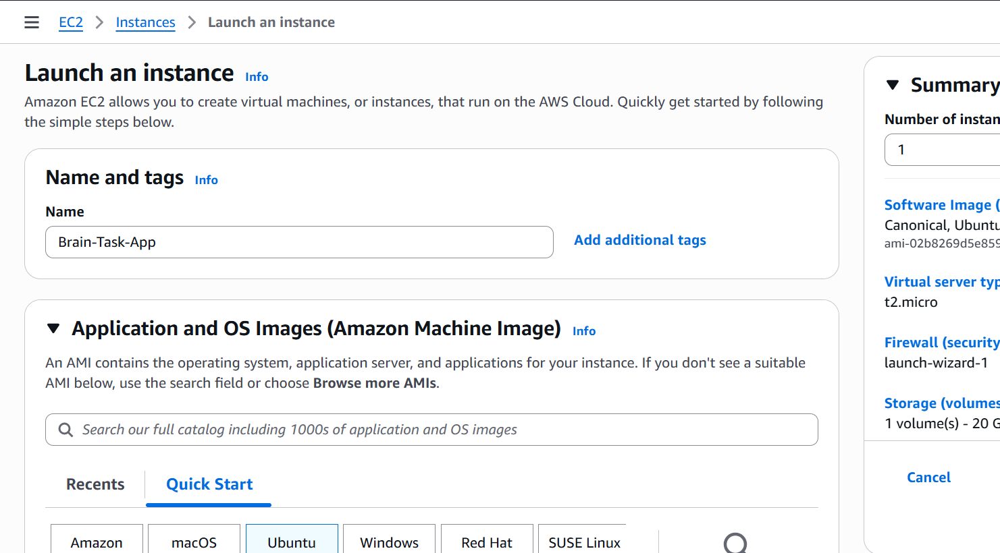 EC2 Instances Launch an instance
Launch an instance Info
Amazon EC2 allows you to create virtual machines, or instances, that run on the AWS Cloud. Quickly get started by following
the simple steps below.
Name and tags Info
Name
Brain-Task-App
Add additional tags
Application and OS Images (Amazon Machine Image) Info
An AMI contains the operating system, application server, and applications for your instance. If you don't see a suitable
AMI below, use the search field or choose Browse more AMIs.
Search our full catalog including 1000s of application and OS images
Recents Quick Start
Amazon macOS Ubuntu Windows Red Hat SUSE Linux
Summary
Number of instan
1
Software Image (
Canonical, Ubuntu
ami-02b8269d5e859
Virtual server typ
t2.micro
Firewall (security
launch-wizard-1
Storage (volumes
1 volume(s) - 20 G
Cancel